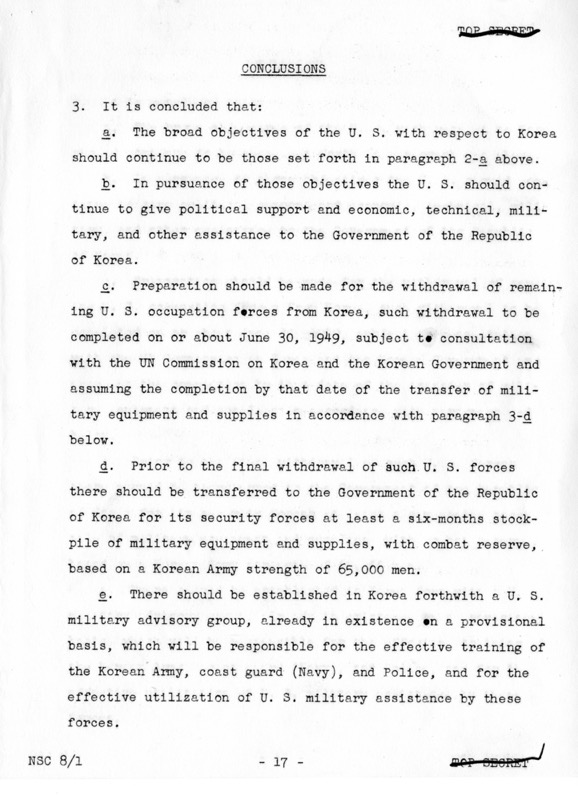 TOP SECRET
CONCLUSIONS
3. It is concluded that:
a. The broad objectives of the U. S. with respect to Korea
should continue to be those set forth in paragraph 2-a above.
b. In pursuance of those objectives the U. S. should con-
tinue to give political support and economic, technical, mili-
tary, and other assistance to the Government of the Republic
of Korea.
c. Preparation should be made for the withdrawal of remain-
ing U. S. occupation forces from Korea, such withdrawal to be
completed on or about June 30, 1949, subject to consultation
with the UN Commission on Korea and the Korean Government and
assuming the completion by that date of the transfer of mili-
tary equipment and supplies in accordance with paragraph 3-d
below.
d. Prior to the final withdrawal of such U. S. forces
there should be transferred to the Government of the Republic
of Korea for its security forces at least a six-months stock-
pile of military equipment and supplies, with combat reserve,
based on a Korean Army strength of 65,000 men.
e. There should be established in Korea forthwith a U. S.
military advisory group, already in existence on a provisional
basis, which will be responsible for the effective training of
the Korean Army, coast guard (Navy), and Police, and for the
effective utilization of U. S. military assistance by these
forces.
NSC 8/1 - 17 - TOP SECRET